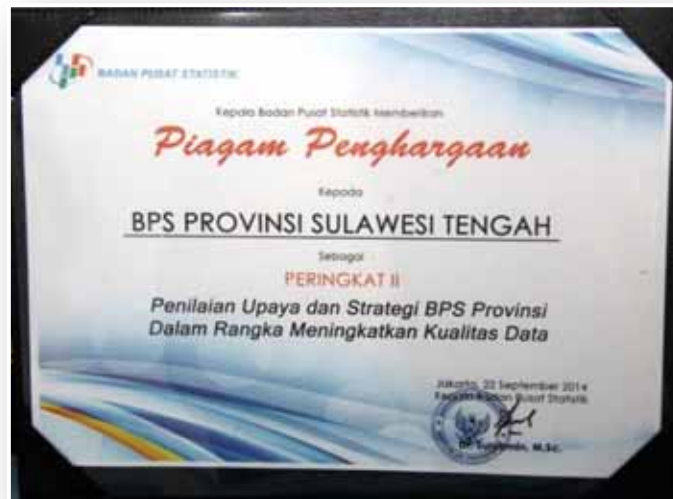 BADAN PUSAT STATISTIK
Kepala Badan Pusat Statistik Memberikan
Piagam Penghargaan
Kepada
BPS PROVINSI SULAWESI TENGAH
Sebagai
PERINGKAT II
Penilaian Upaya dan Strategi BPS Provinsi
Dalam Rangka Meningkatkan Kualitas Data
Jakarta, 22 September 2014
Kepala Badan Pusat Statistik
M.Sc.